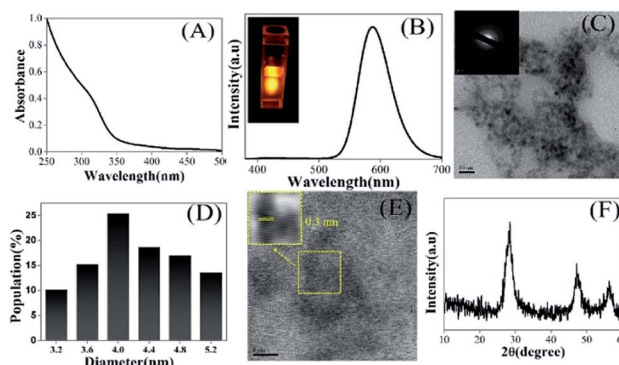 (A)
1.0
0.8
0.6
0.4
0.2
0.0
Absorbance
250 300 350 400 450 500
Wavelength(nm)
(B)
Intensity(a.u)
400 500 600 700
Wavelength(nm)
(C)
(D)
25
20
15
10
5
0
Population(%)
3.2 3.6 4.0 4.4 4.8 5.2
Diameter(nm)
(E)
0.3 nm
(F)
Intensity(a.u)
10 20 30 40 50
2θ(degree)